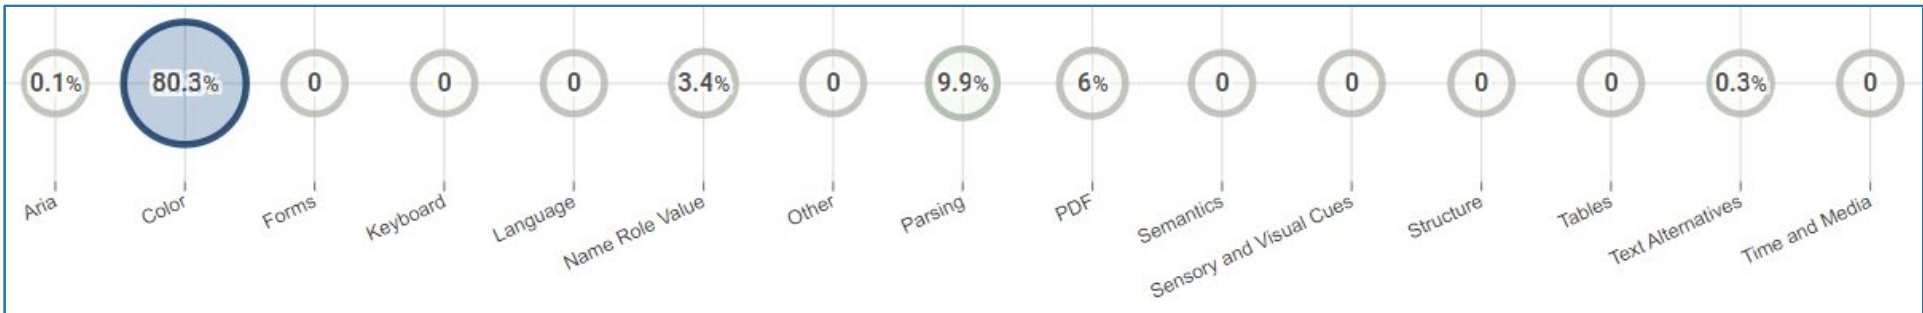 0.1%
80.3%
0
0
0
3.4%
0
9.9%
6%
0
0
0
0
0.3%
0
Aria
Color
Forms
Keyboard
Language
Name Role Value
Other
Parsing
PDF
Semantics
Sensory and Visual Cues
Structure
Tables
Text Alternatives
Time and Media